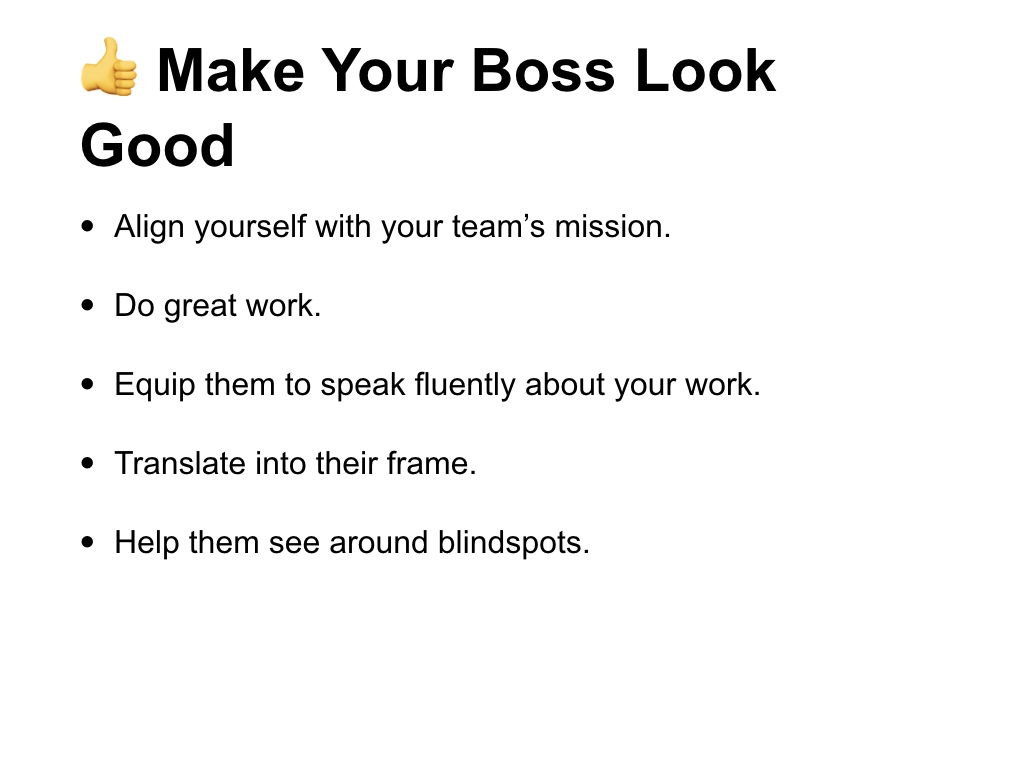 👍 Make Your Boss Look
Good
• Align yourself with your team’s mission.
• Do great work.
• Equip them to speak fluently about your work.
• Translate into their frame.
• Help them see around blindspots.